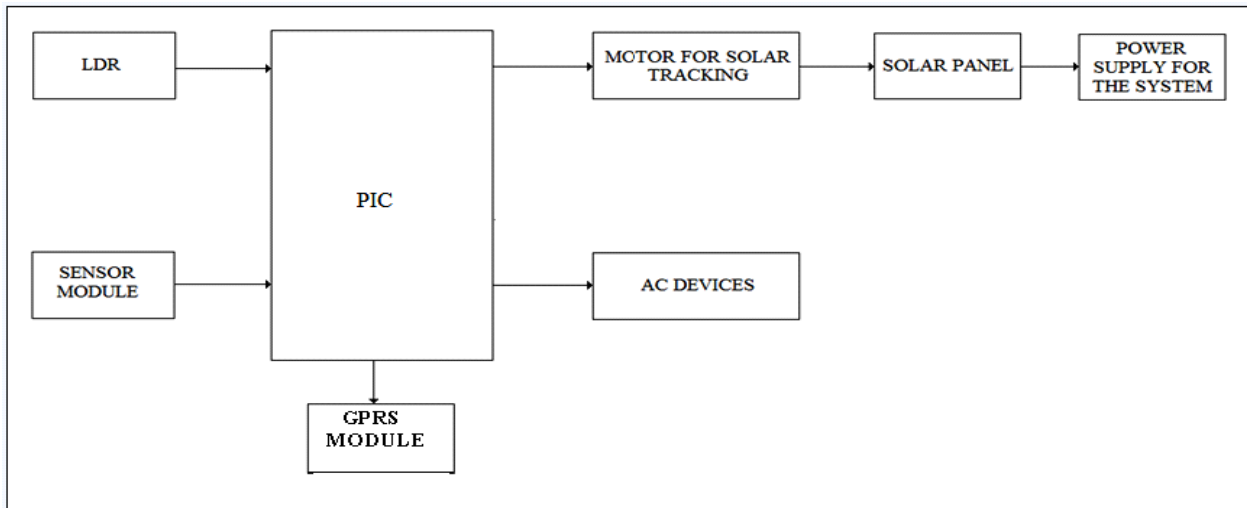 LDR
MOTOR FOR SOLAR
TRACKING
SOLAR PANEL
POWER
SUPPLY FOR
THE SYSTEM
PIC
SENSOR
MODULE
AC DEVICES
GPRS
MODULE